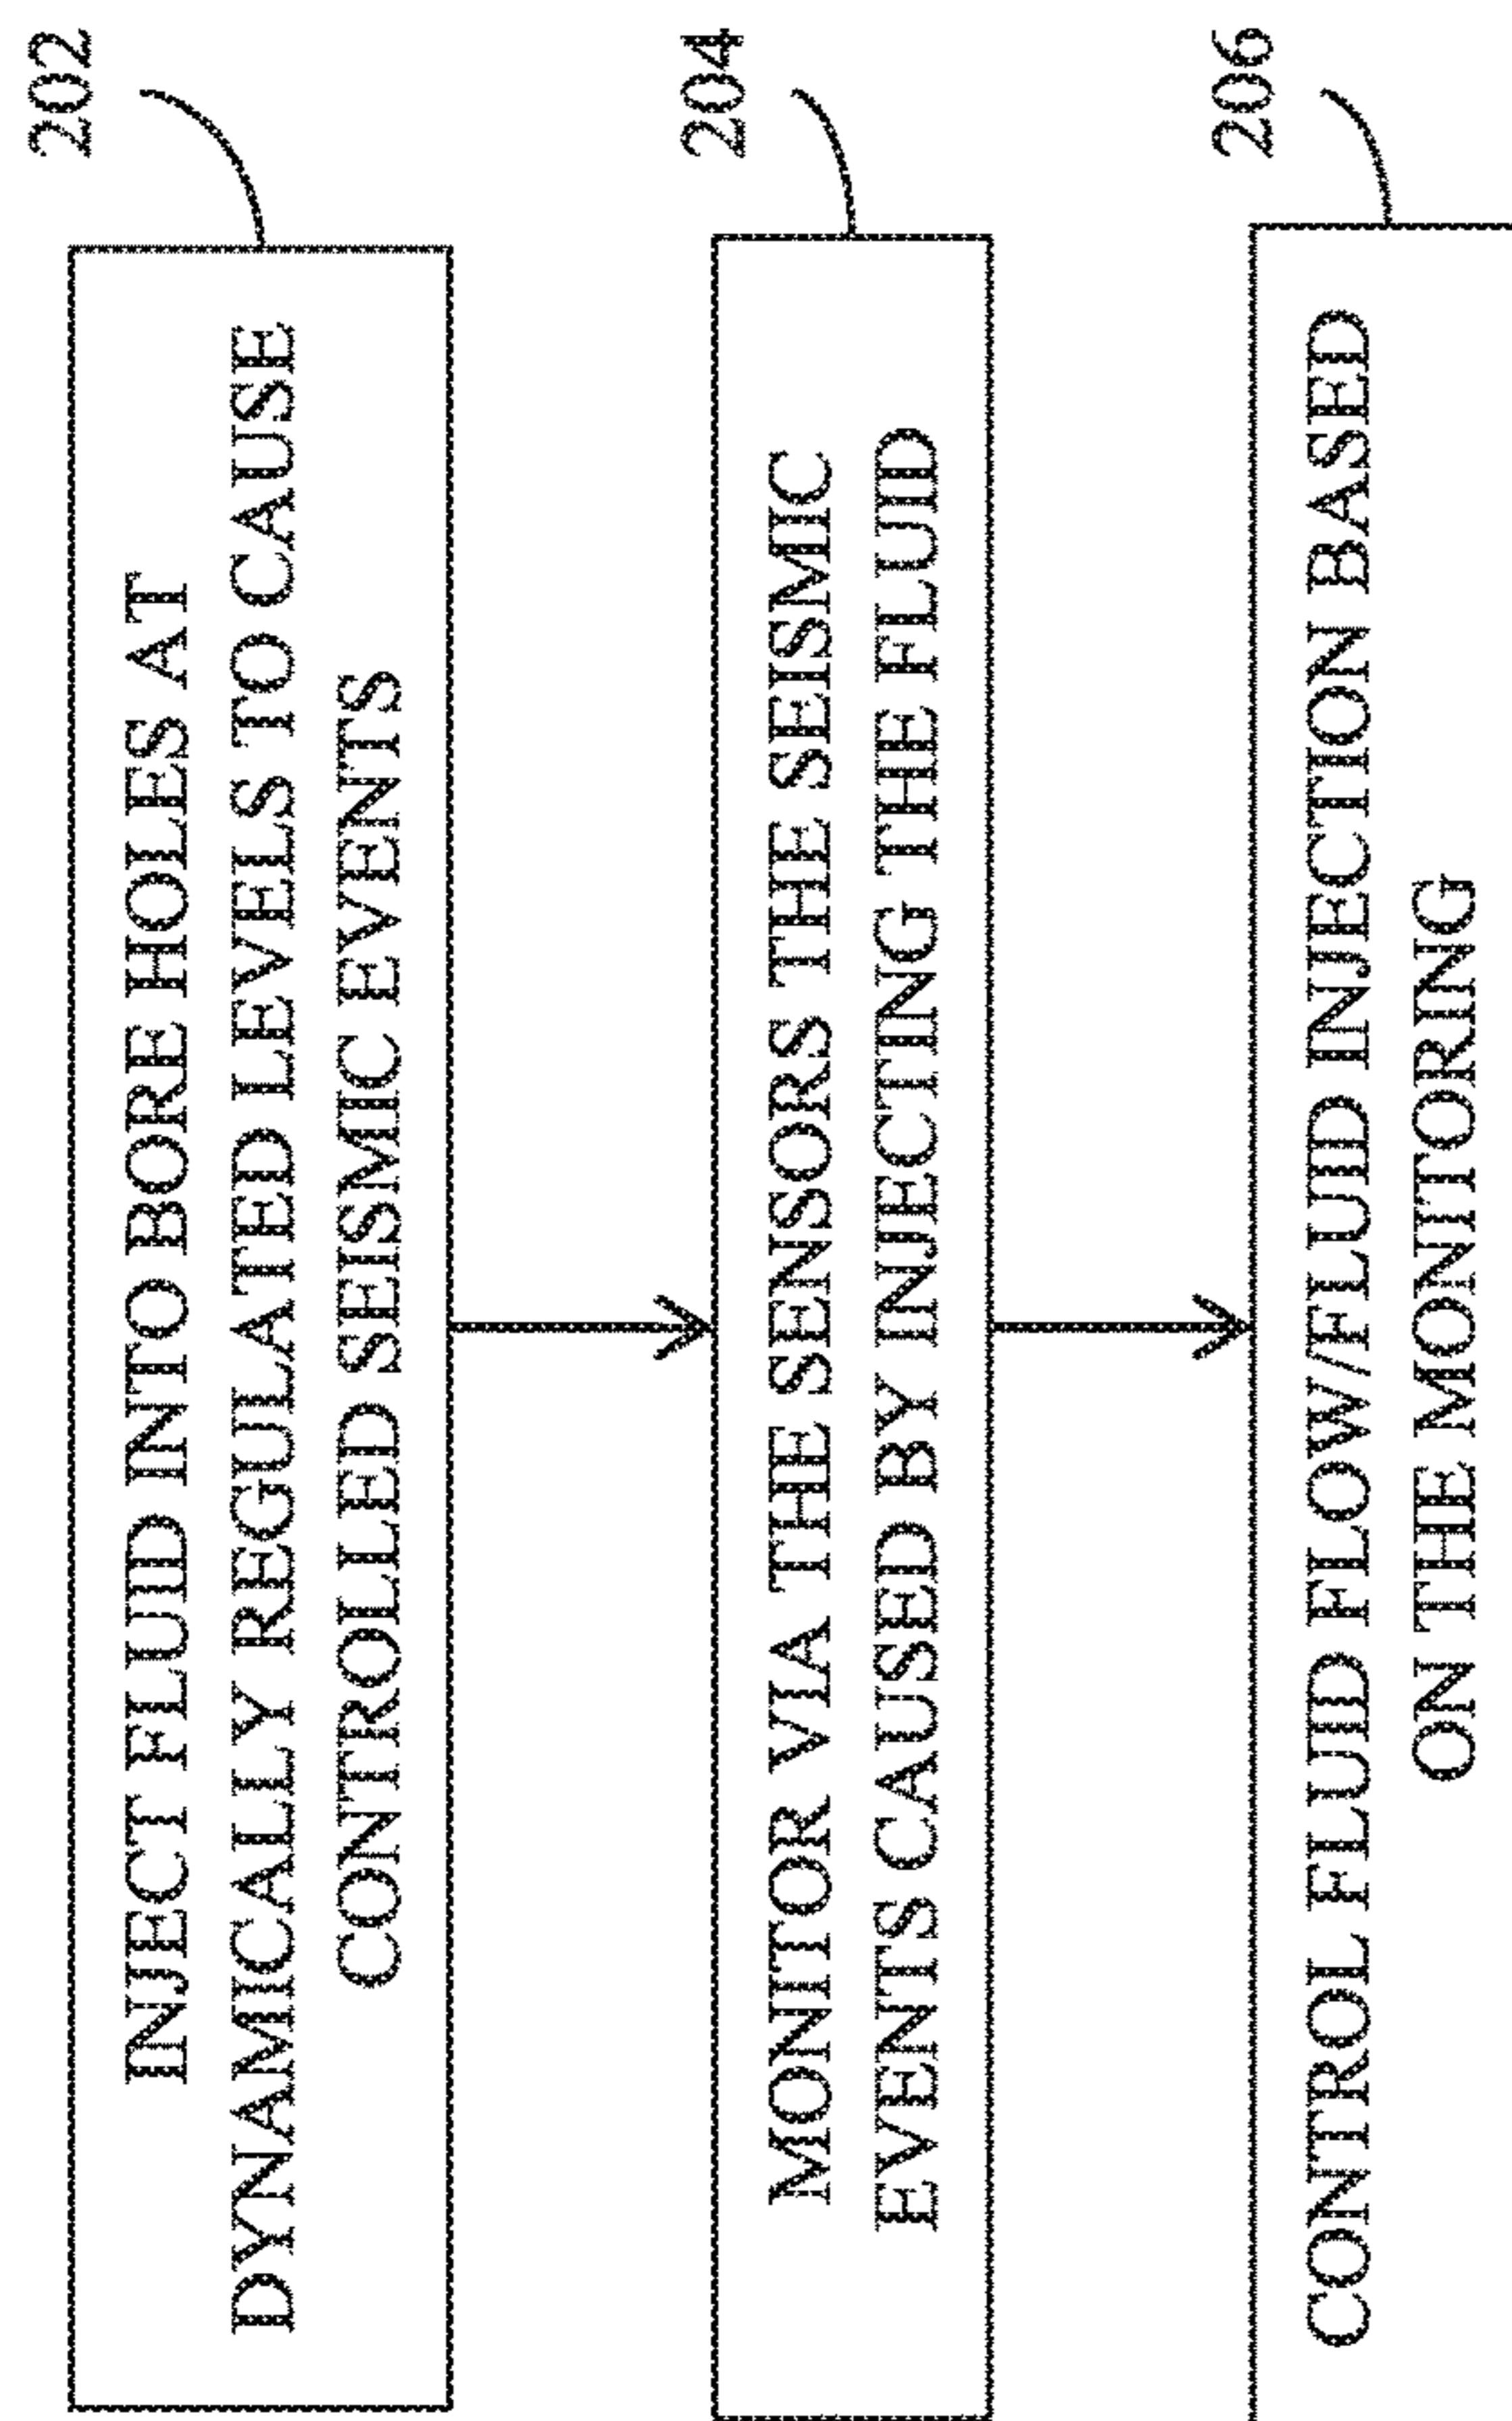 202
INJECT FLUID INTO BORE HOLES AT
DYNAMICALLY REGULATED LEVELS TO CAUSE
CONTROLLED SEISMIC EVENTS
204
MONITOR VIA THE SENSORS THE SEISMIC
EVENTS CAUSED BY INJECTING THE FLUID
206
CONTROL FLUID FLOW/FLUID INJECTION BASED
ON THE MONITORING